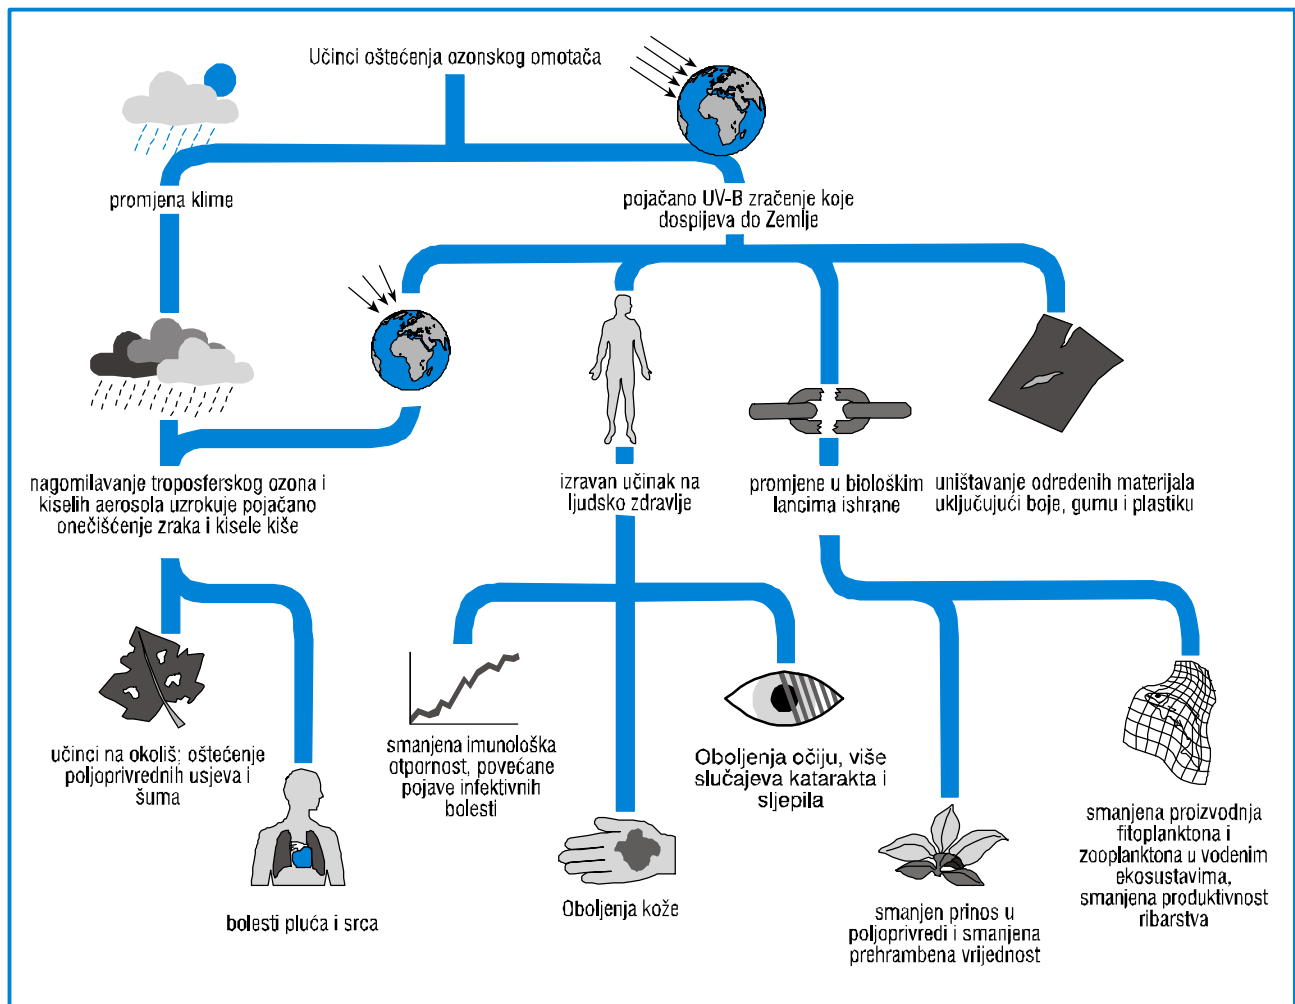 Učinci oštećenja ozonskog omotača
promjena klime
pojačano UV-B zračenje koje
dospijeva do Zemlje
nagomilavanje troposferskog ozona i
kiselih aerosola uzrokuje pojačano
onečišćenje zraka i kisele kiše
izravan učinak na
ljudsko zdravlje
promjene u biološkim
lancima ishrane
uništavanje odredenih materijala
uključujući boje, gumu i plastiku
učinci na okoliš; oštećenje
poljoprivrednih usjeva i
šuma
bolesti pluća i srca
smanjena imunološka
otpornost, povećane
pojave infektivnih
bolesti
Oboljenja kože
Oboljenja očiju, više
slučajeva katarakta i
sljepila
smanjen prinos u
poljoprivredi i smanjena
prehrambena vrijednost
smanjena proizvodnja
fitoplanktona i
zooplanktona u vodenim
ekosustavima,
smanjena produktivnost
ribarstva